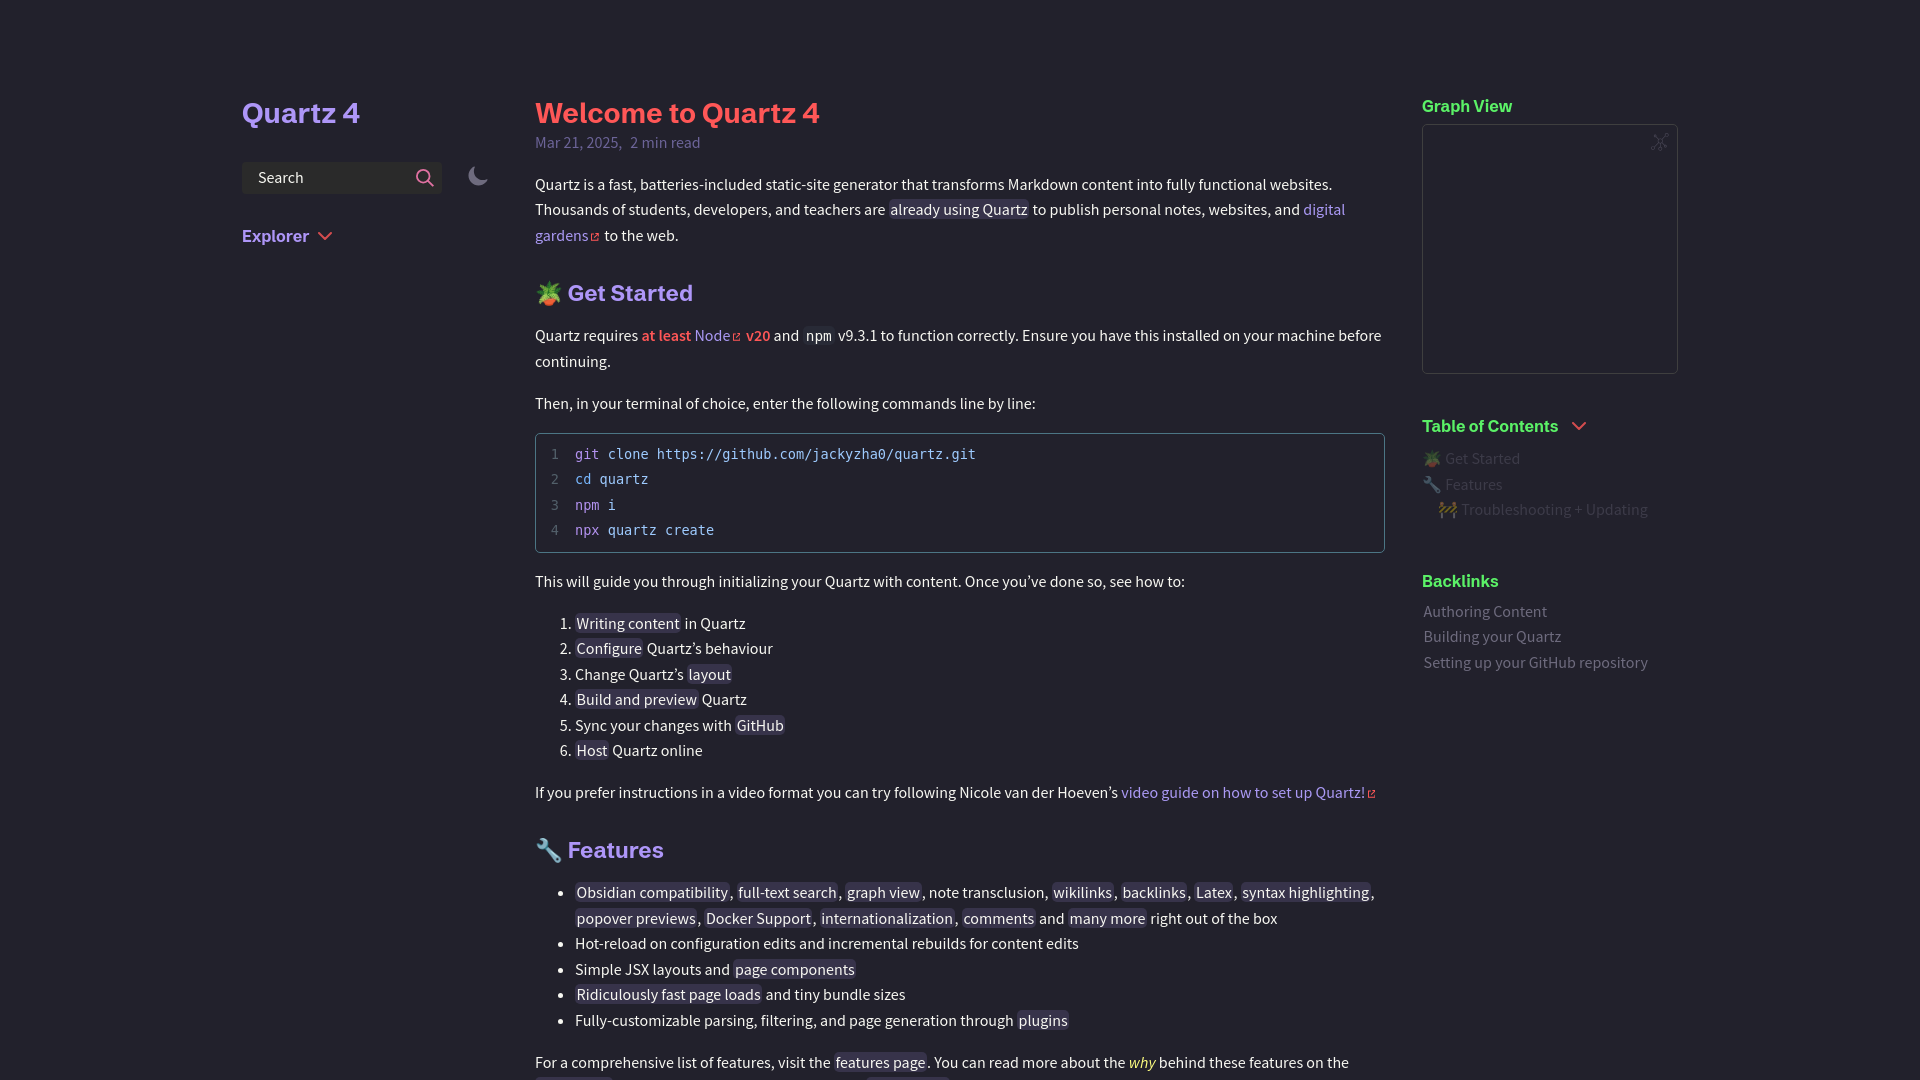 Quartz 4
Search
Explorer
Welcome to Quartz 4
Mar 21, 2025, 2 min read
Quartz is a fast, batteries-included static-site generator that transforms Markdown content into fully functional websites.
Thousands of students, developers, and teachers are already using Quartz to publish personal notes, websites, and digital
gardens to the web.
🪴 Get Started
Quartz requires at least Node v20 and npm v9.3.1 to function correctly. Ensure you have this installed on your machine before
continuing.
Then, in your terminal of choice, enter the following commands line by line:
1 git clone https://github.com/jackyzha0/quartz.git
2 cd quartz
3 npm i
4 npx quartz create
This will guide you through initializing your Quartz with content. Once you’ve done so, see how to:
1. Writing content in Quartz
2. Configure Quartz’s behaviour
3. Change Quartz’s layout
4. Build and preview Quartz
5. Sync your changes with GitHub
6. Host Quartz online
If you prefer instructions in a video format you can try following Nicole van der Hoeven’s video guide on how to set up Quartz!
🔧 Features
• Obsidian compatibility, full-text search, graph view, note transclusion, wikilinks, backlinks, Latex, syntax highlighting,
popover previews, Docker Support, internationalization, comments and many more right out of the box
• Hot-reload on configuration edits and incremental rebuilds for content edits
• Simple JSX layouts and page components
• Ridiculously fast page loads and tiny bundle sizes
• Fully-customizable parsing, filtering, and page generation through plugins
For a comprehensive list of features, visit the features page. You can read more about the why behind these features on the
Graph View
Table of Contents
🪴 Get Started
🔧 Features
🚧 Troubleshooting + Updating
Backlinks
Authoring Content
Building your Quartz
Setting up your GitHub repository